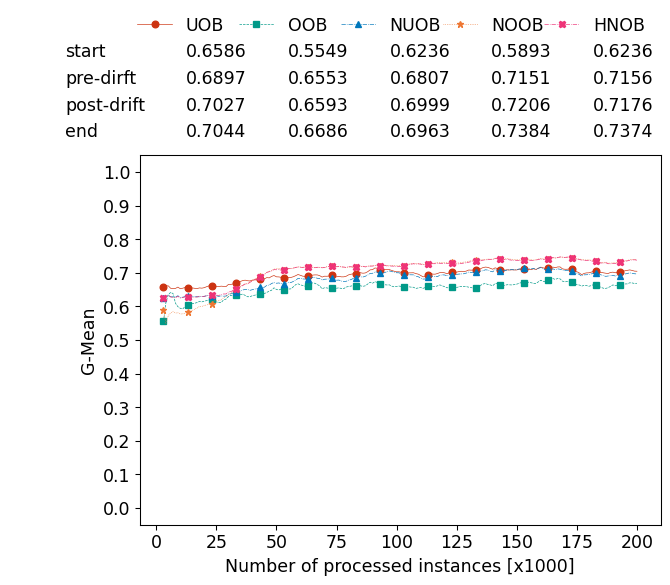 UOB OOB NUOB NOOB HNOB
start 0.6586 0.5549 0.6236 0.5893 0.6236
pre-dirft 0.6897 0.6553 0.6807 0.7151 0.7156
post-drift 0.7027 0.6593 0.6999 0.7206 0.7176
end 0.7044 0.6686 0.6963 0.7384 0.7374
1.0
0.9
0.8
0.7
0.6
0.5
0.4
0.3
0.2
0.1
0.0
G-Mean
0 25 50 75 100 125 150 175 200
Number of processed instances [x1000]